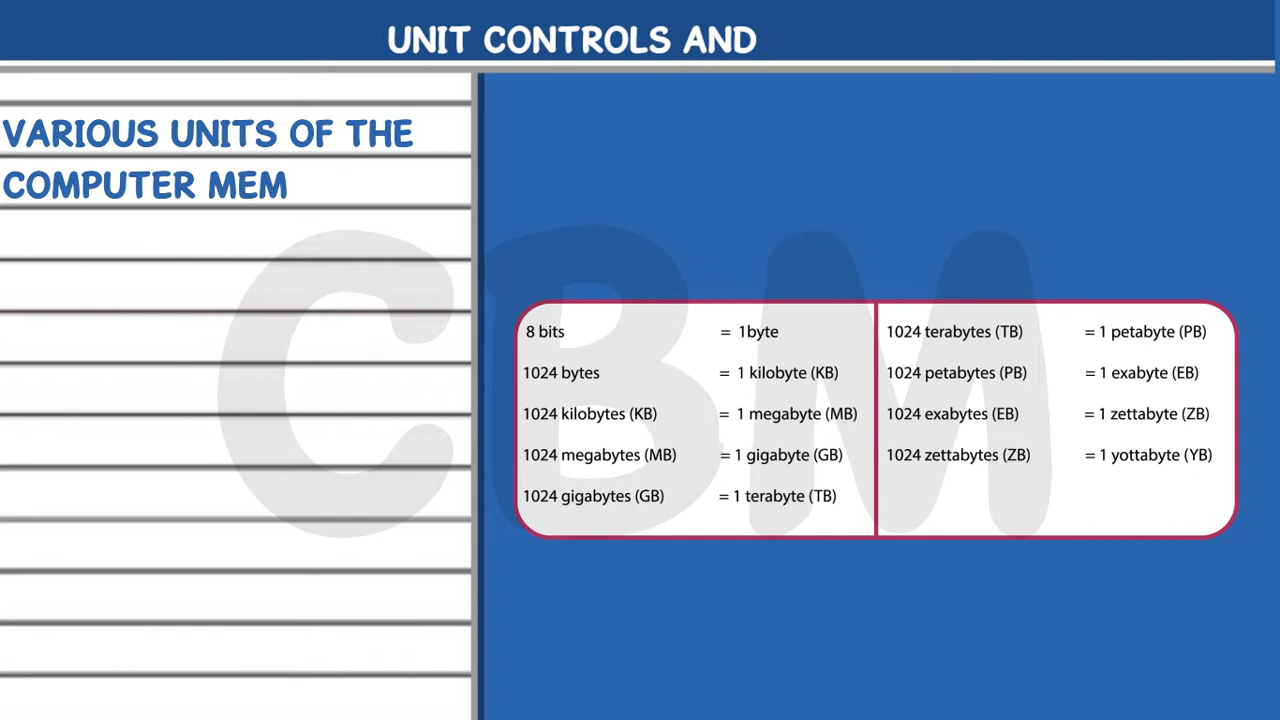 UNIT CONTROLS AND
VARIOUS UNITS OF THE
COMPUTER MEM
CBM
8 bits = 1byte
1024 bytes = 1 kilobyte (KB)
1024 kilobytes (KB) = 1 megabyte (MB)
1024 megabytes (MB) = 1 gigabyte (GB)
1024 gigabytes (GB) = 1 terabyte (TB)
1024 terabytes (TB) = 1 petabyte (PB)
1024 petabytes (PB) = 1 exabyte (EB)
1024 exabytes (EB) = 1 zettabyte (ZB)
1024 zettabytes (ZB) = 1 yottabyte (YB)